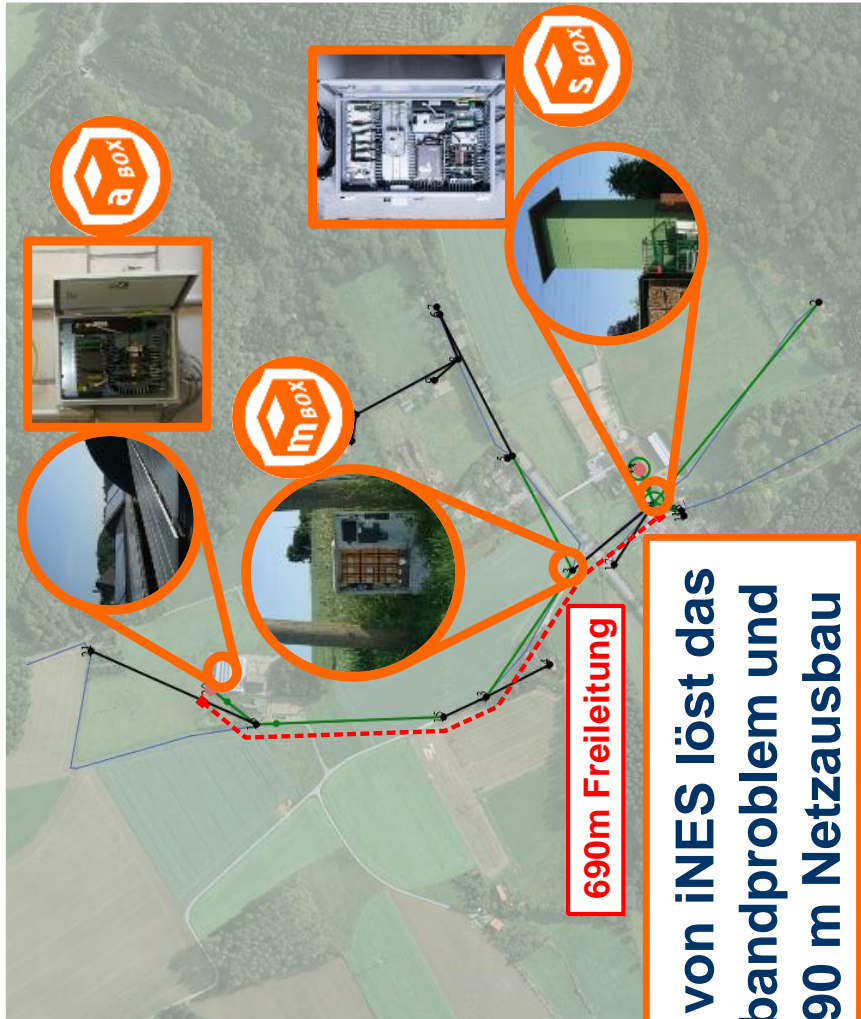 a BOX
s BOX
m BOX
690m Freileitung
von iNES löst das
bandproblem und
90 m Netzausbau